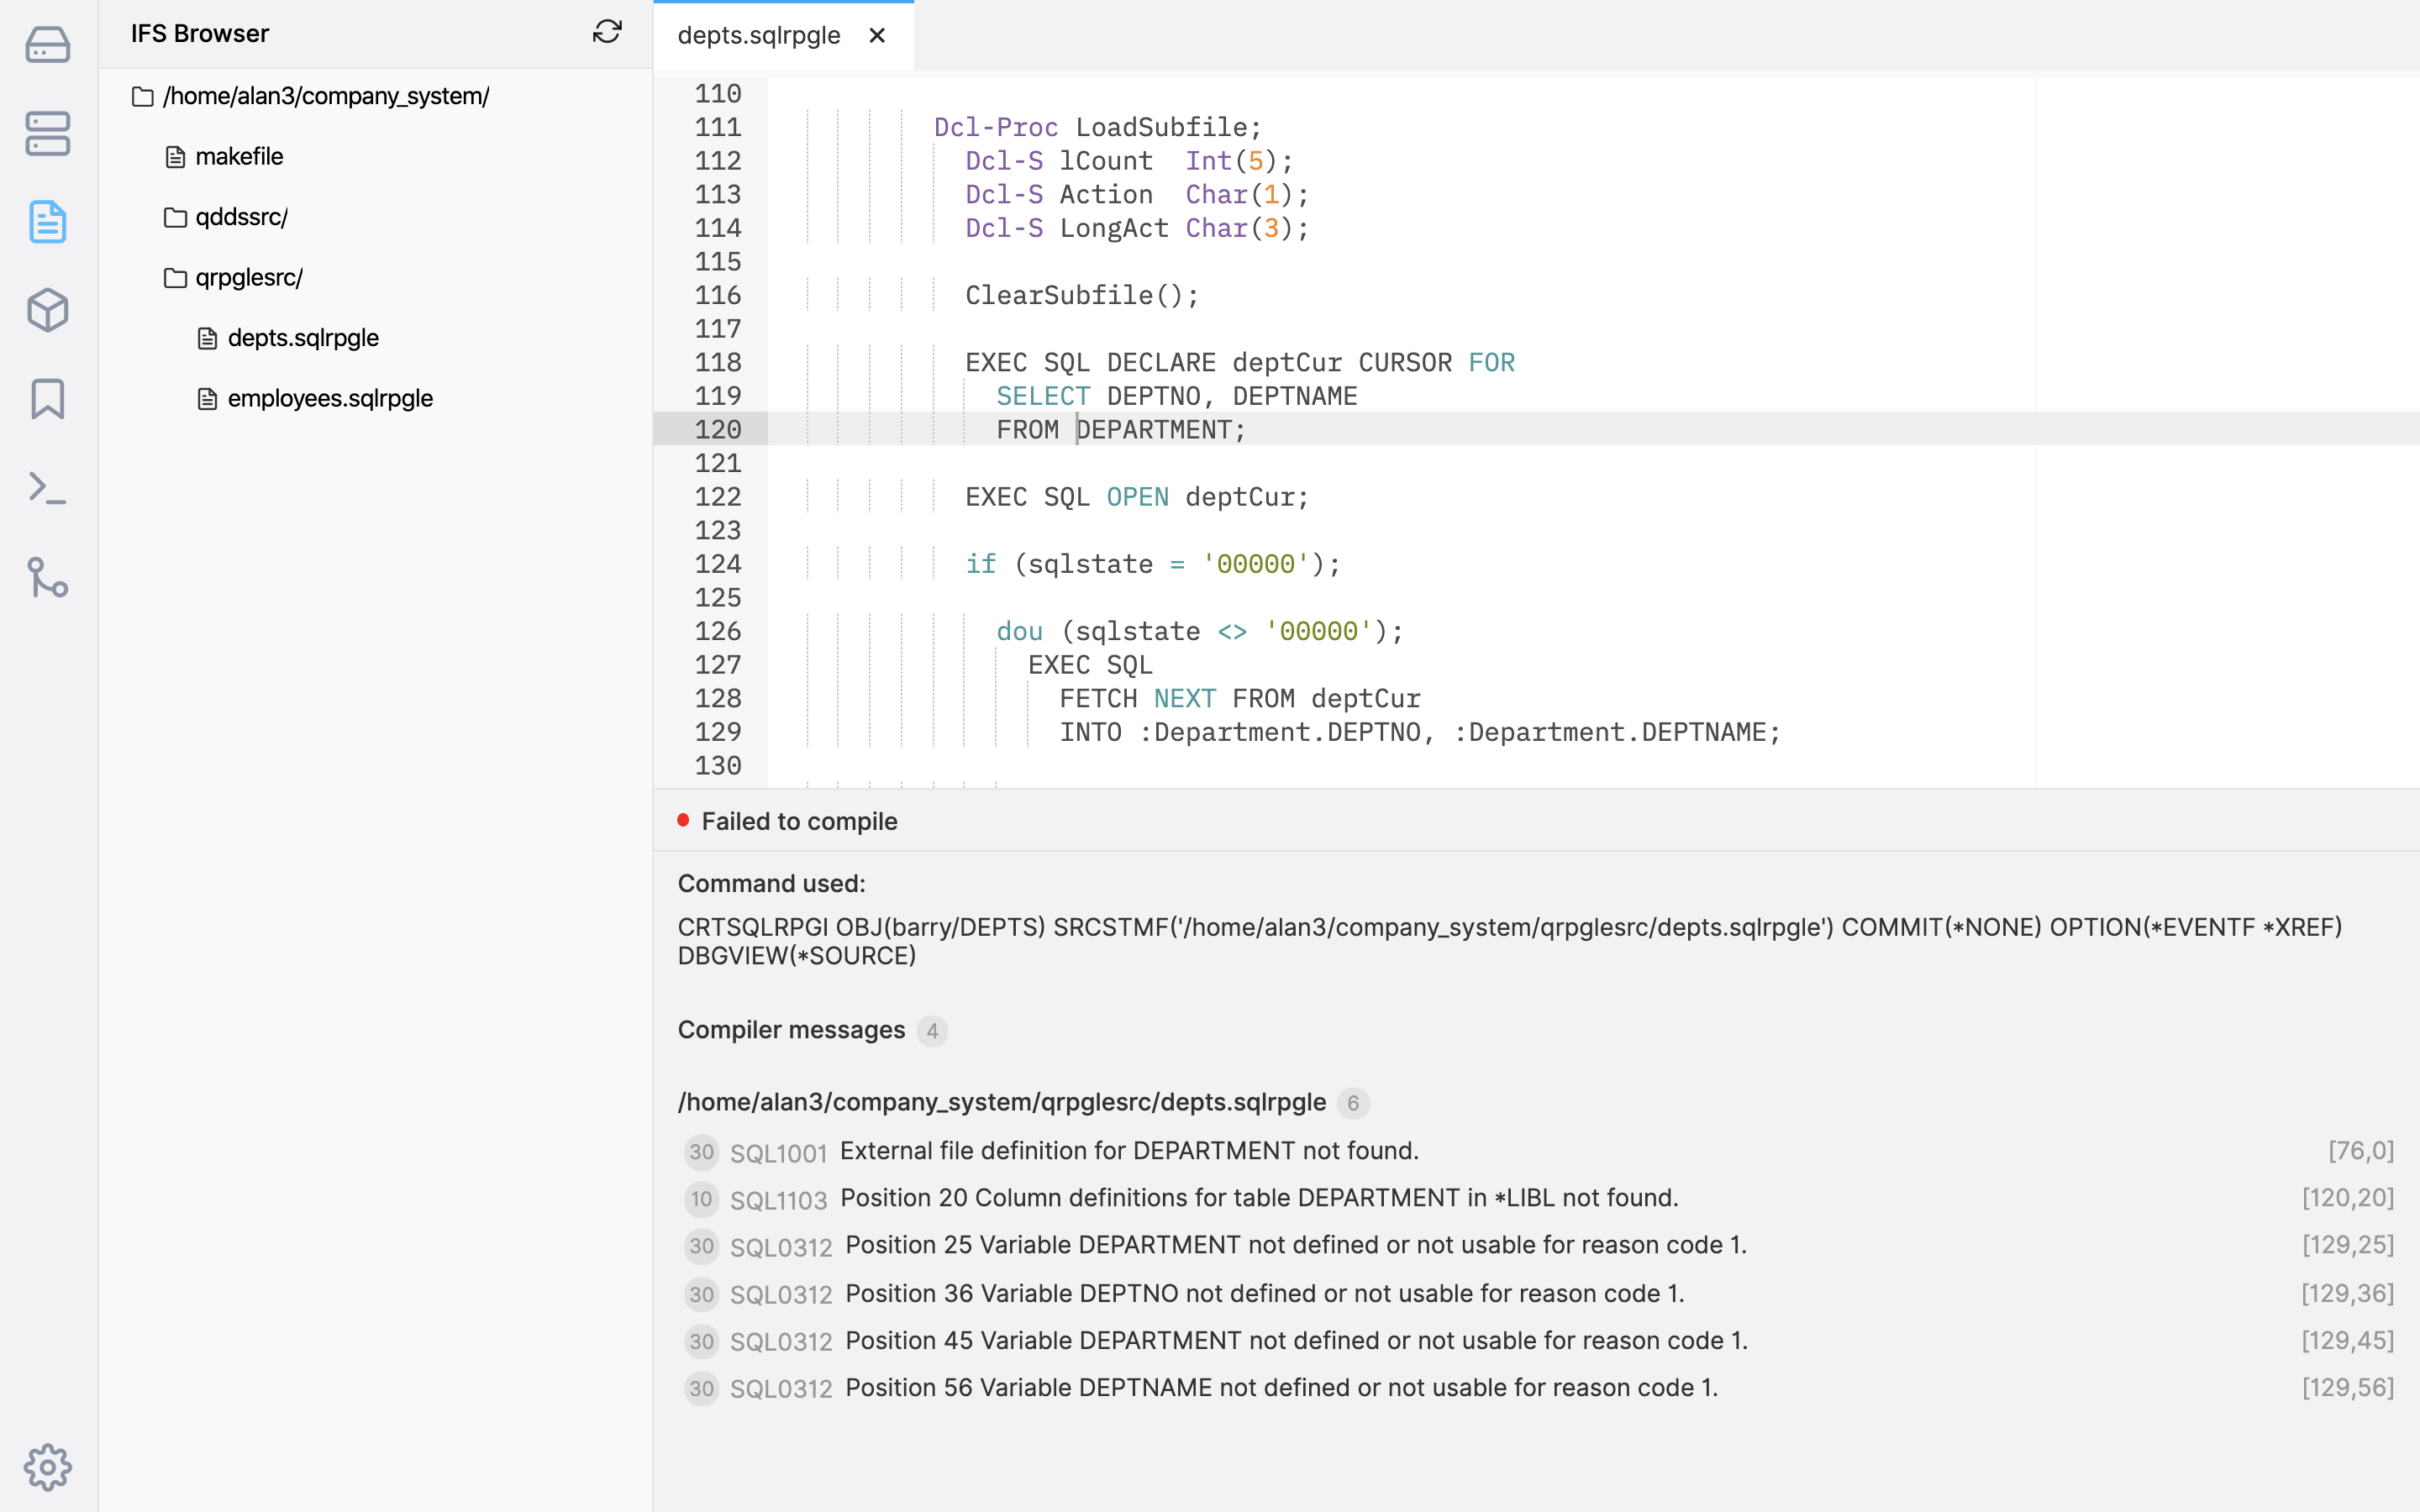 IFS Browser
/home/alan3/company_system/
makefile
qddssrc/
qrpglesrc/
depts.sqlrpgle
employees.sqlrpgle
depts.sqlrpgle ✕
110
111 Dcl-Proc LoadSubfile;
112 Dcl-S lCount  Int(5);
113 Dcl-S Action  Char(1);
114 Dcl-S LongAct Char(3);
115
116 ClearSubfile();
117
118 EXEC SQL DECLARE deptCur CURSOR FOR
119 SELECT DEPTNO, DEPTNAME
120 FROM DEPARTMENT;
121
122 EXEC SQL OPEN deptCur;
123
124 if (sqlstate = '00000');
125
126 dou (sqlstate <> '00000');
127 EXEC SQL
128 FETCH NEXT FROM deptCur
129 INTO :Department.DEPTNO, :Department.DEPTNAME;
130
Failed to compile
Command used:
CRTSQLRPGI OBJ(barry/DEPTS) SRCSTMF('/home/alan3/company_system/qrpglesrc/depts.sqlrpgle') COMMIT(*NONE) OPTION(*EVENTF *XREF)
DBGVIEW(*SOURCE)
Compiler messages 4
/home/alan3/company_system/qrpglesrc/depts.sqlrpgle 6
30 SQL1001 External file definition for DEPARTMENT not found. [76,0]
10 SQL1103 Position 20 Column definitions for table DEPARTMENT in *LIBL not found. [120,20]
30 SQL0312 Position 25 Variable DEPARTMENT not defined or not usable for reason code 1. [129,25]
30 SQL0312 Position 36 Variable DEPTNO not defined or not usable for reason code 1. [129,36]
30 SQL0312 Position 45 Variable DEPARTMENT not defined or not usable for reason code 1. [129,45]
30 SQL0312 Position 56 Variable DEPTNAME not defined or not usable for reason code 1. [129,56]